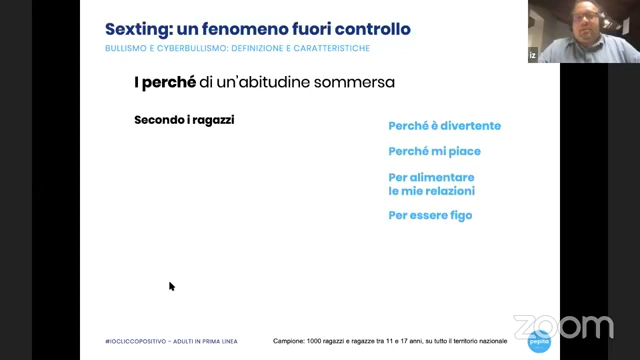 Sexting: un fenomeno fuori controllo
BULLISMO E CYBERBULLISMO: DEFINIZIONE E CARATTERISTICHE
I perché di un'abitudine sommersa
Secondo i ragazzi
Perché è divertente
Perché mi piace
Per alimentare
le mie relazioni
Per essere figo
iz
zoom
pepita
#IOCLICCOPOSITIVO – ADULTI IN PRIMA LINEA
Campione: 1000 ragazzi e ragazze tra 11 e 17 anni, su tutto il territorio nazionale